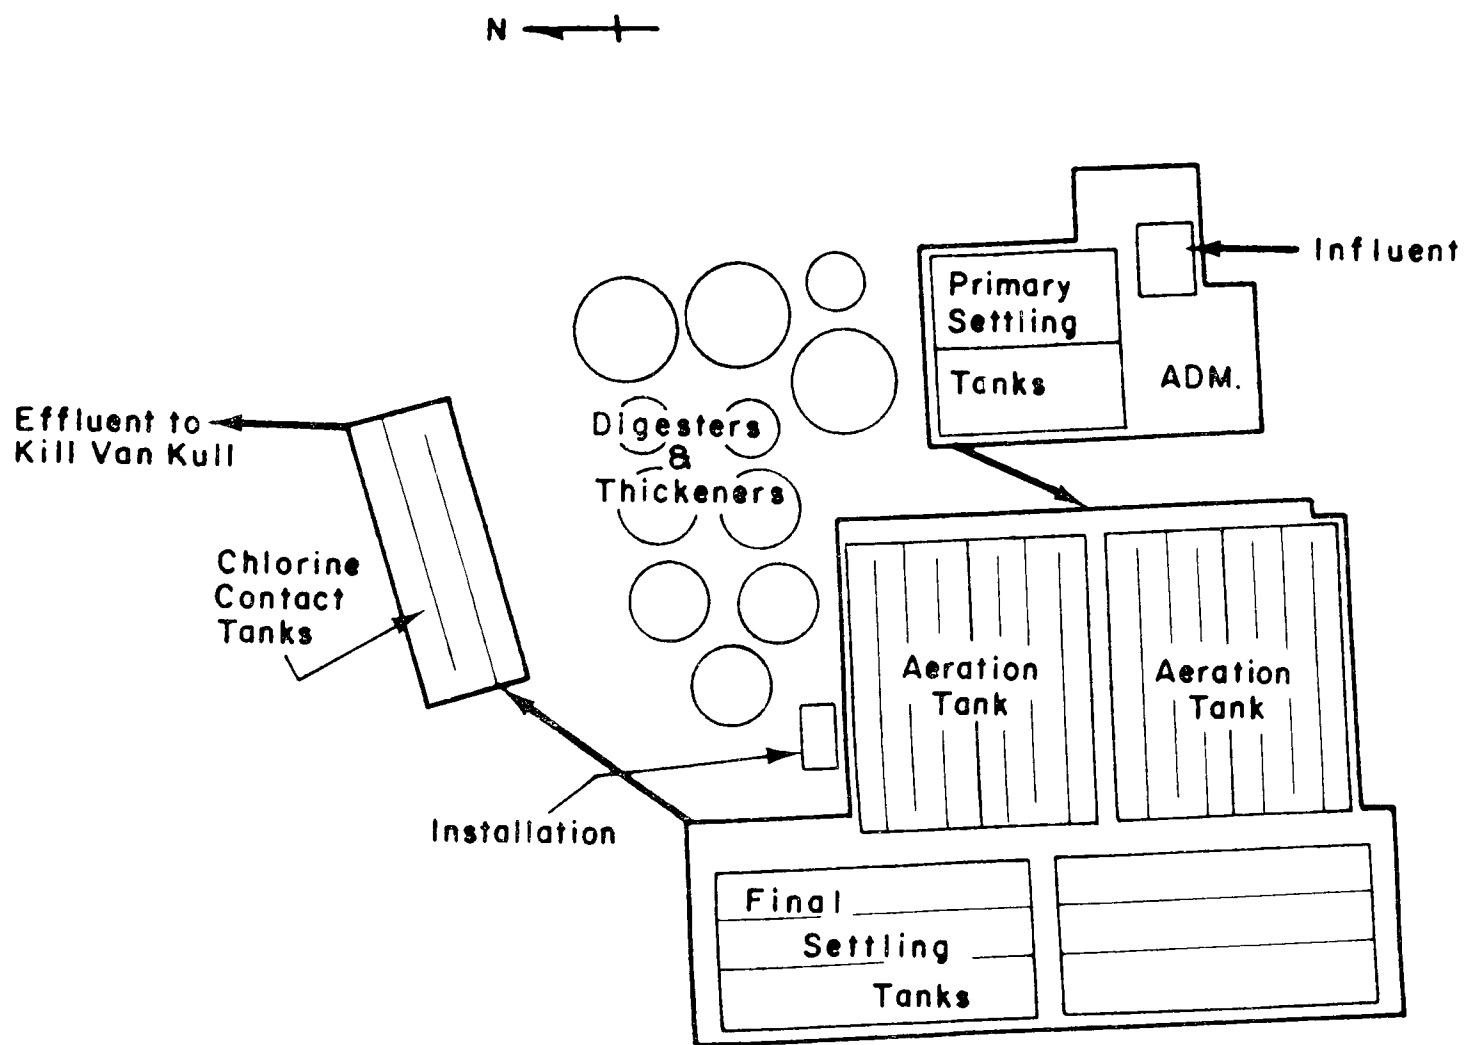 N
Influent
Primary
Settling
Tanks
ADM.
Effluent to
Kill Van Kull
Digesters
&
Thickeners
Chlorine
Contact
Tanks
Aeration
Tank
Aeration
Tank
Installation
Final
Settling
Tanks